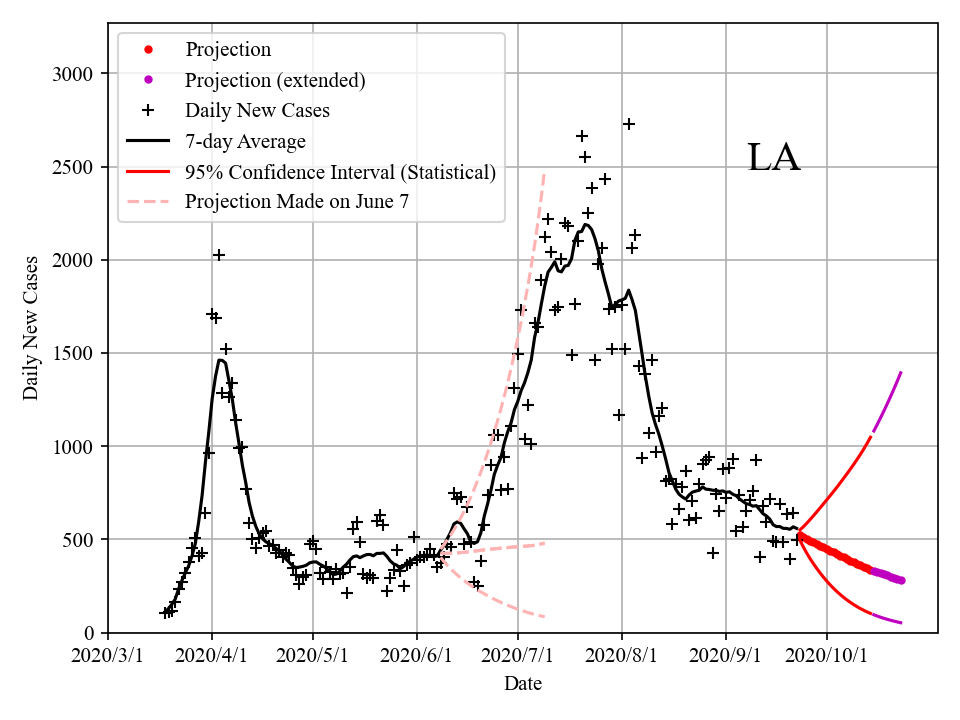 Projection
Projection (extended)
Daily New Cases
7-day Average
95% Confidence Interval (Statistical)
Projection Made on June 7
LA
3000
2500
2000
1500
1000
500
0
Daily New Cases
2020/3/1 2020/4/1 2020/5/1 2020/6/1 2020/7/1 2020/8/1 2020/9/1 2020/10/1
Date